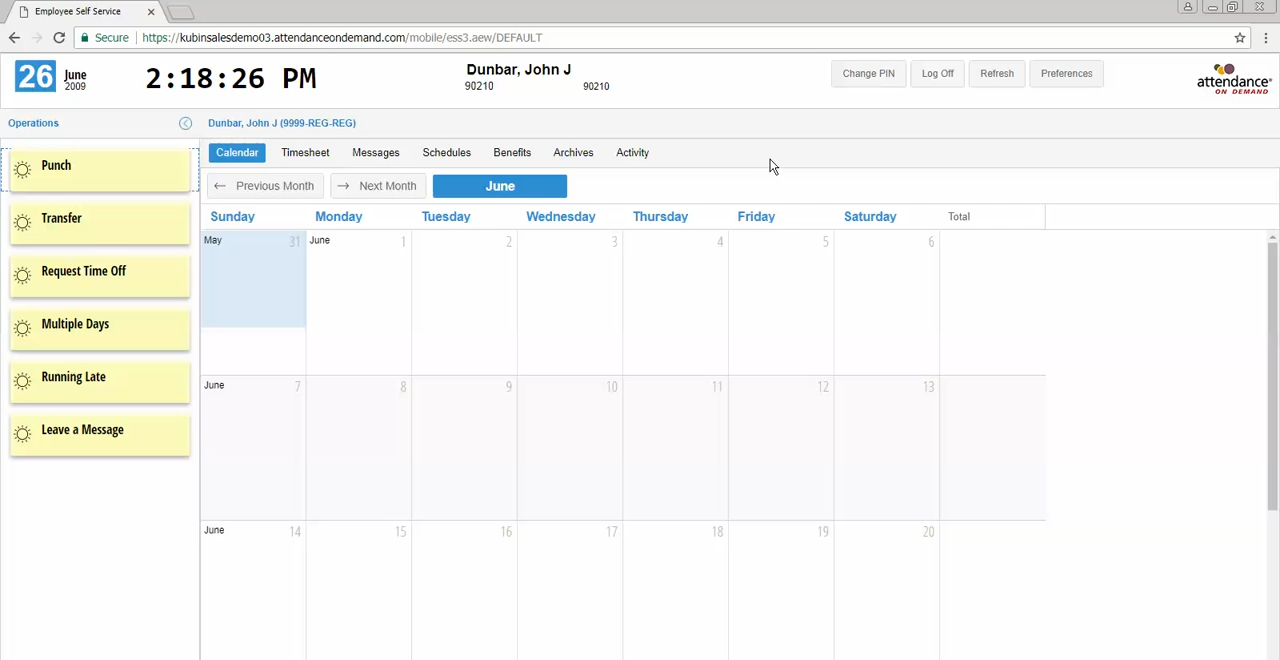 Employee Self Service
Secure https://kubinsalesdemo03.attendanceondemand.com/mobile/ess3.aew/DEFAULT
26 June 2009 2:18:26 PM
Dunbar, John J
90210 90210
Change PIN Log Off Refresh Preferences
attendance
ON DEMAND
Operations
Dunbar, John J (9999-REG-REG)
Calendar Timesheet Messages Schedules Benefits Archives Activity
Previous Month Next Month June
Sunday Monday Tuesday Wednesday Thursday Friday Saturday Total
May 31 June 1 2 3 4 5 6
June 7 8 9 10 11 12 13
June 14 15 16 17 18 19 20
Punch
Transfer
Request Time Off
Multiple Days
Running Late
Leave a Message